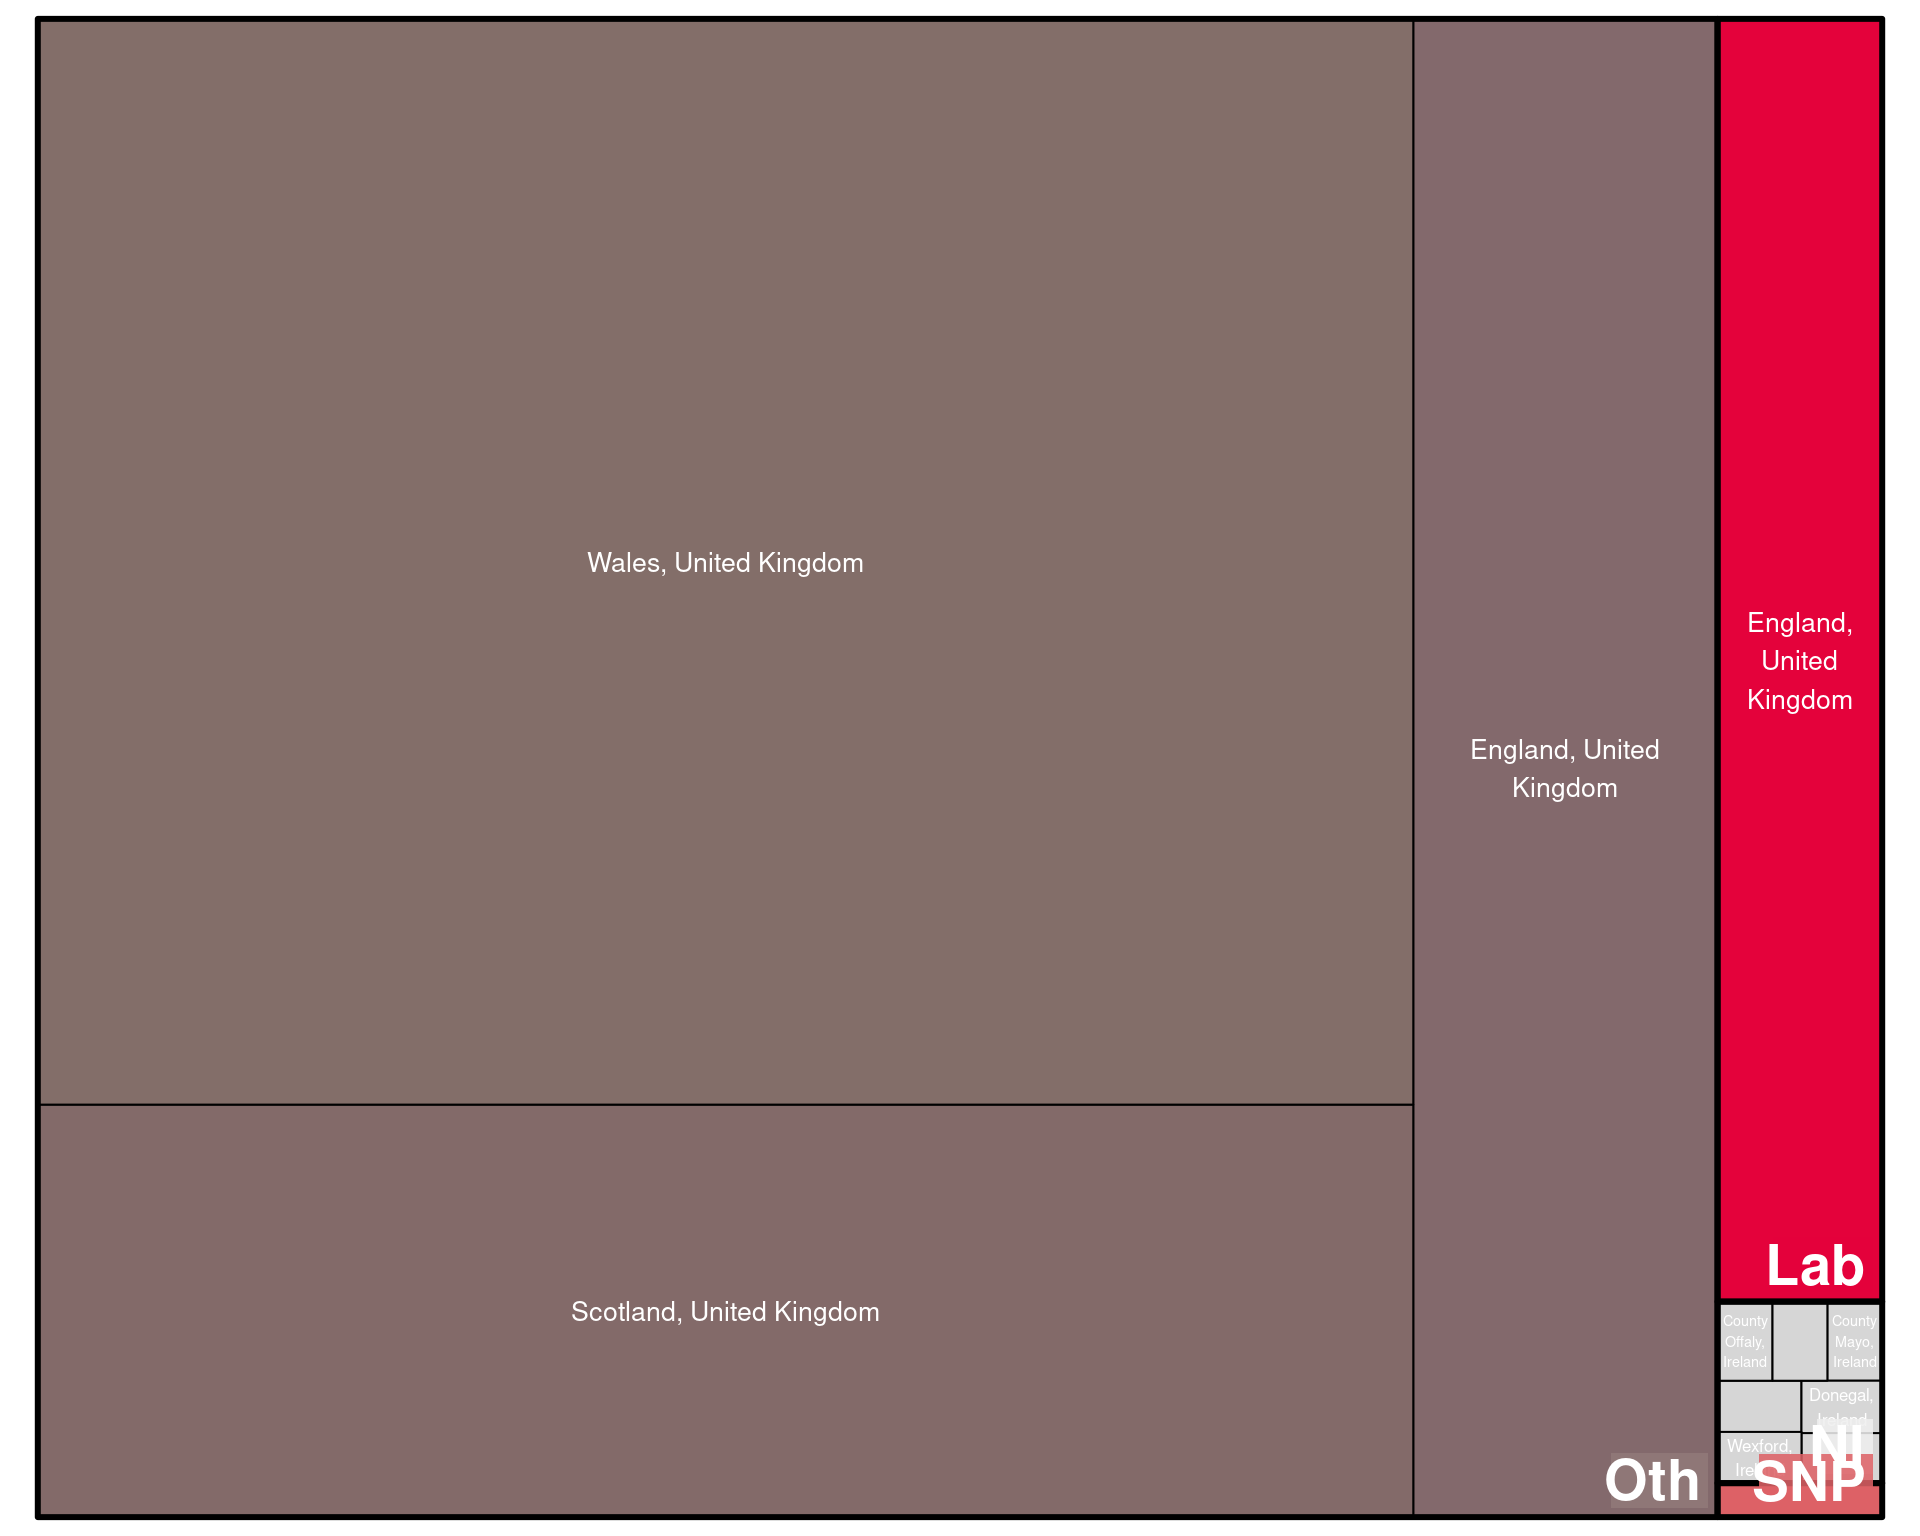 Wales, United Kingdom
England,
United
Kingdom
England, United
Kingdom
Lab
Scotland, United Kingdom
County
Offaly,
Ireland
County
Mayo,
Ireland
Donegal,
Ireland
Wexford,
NI
Oth
SNP